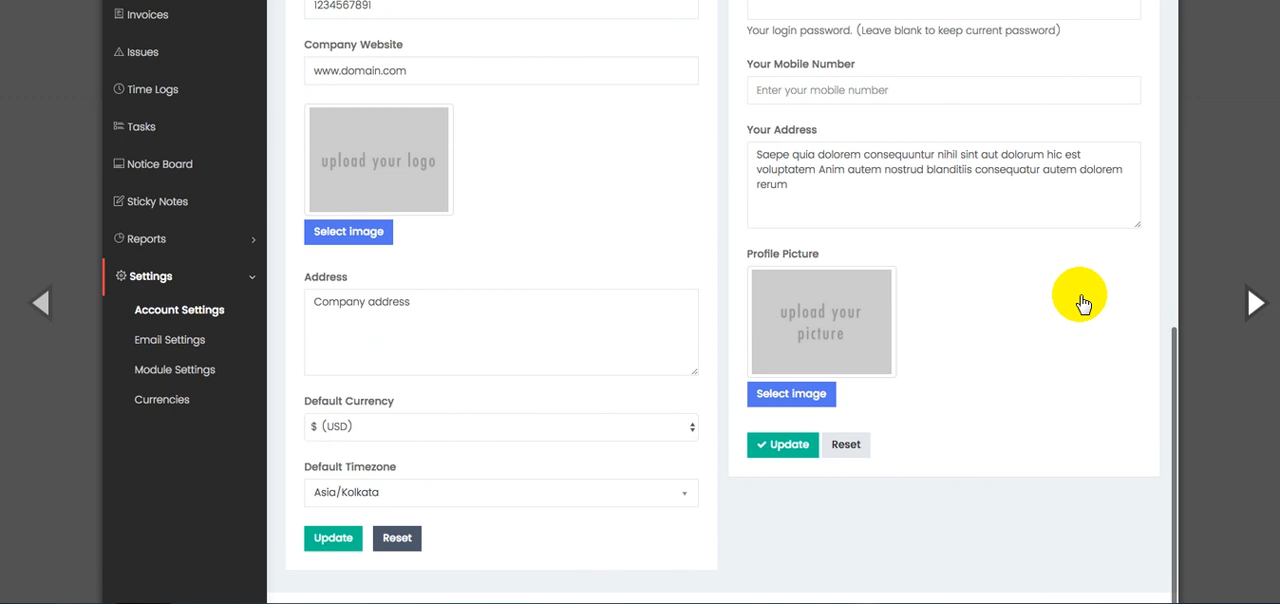 Invoices
Issues
Time Logs
Tasks
Notice Board
Sticky Notes
Reports
Settings
Account Settings
Email Settings
Module Settings
Currencies
1234567891
Company Website
www.domain.com
upload your logo
Select image
Address
Company address
Default Currency
$ (USD)
Default Timezone
Asia/Kolkata
Update
Reset
Your login password. (Leave blank to keep current password)
Your Mobile Number
Enter your mobile number
Your Address
Saepe quia dolorem consequuntur nihil sint aut dolorum hic est
voluptatem Anim autem nostrud blanditiis consequatur autem dolorem
rerum
Profile Picture
upload your
picture
Select image
Update
Reset